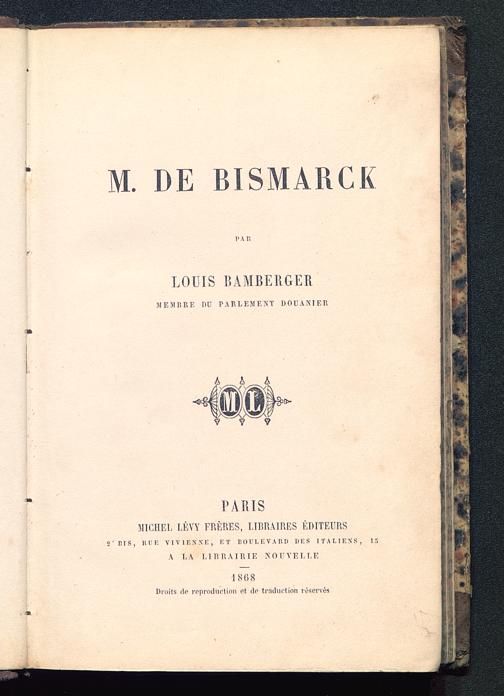 M. DE BISMARCK
PAR
LOUIS BAMBERGER
MEMBRE DU PARLEMENT DOUANIER
M L
PARIS
MICHEL LÉVY FRÈRES, LIBRAIRES ÉDITEURS
2 BIS, RUE VIVIENNE, ET BOULEVARD DES ITALIENS, 15
A LA LIBRAIRIE NOUVELLE
1868
Droits de reproduction et de traduction réservés